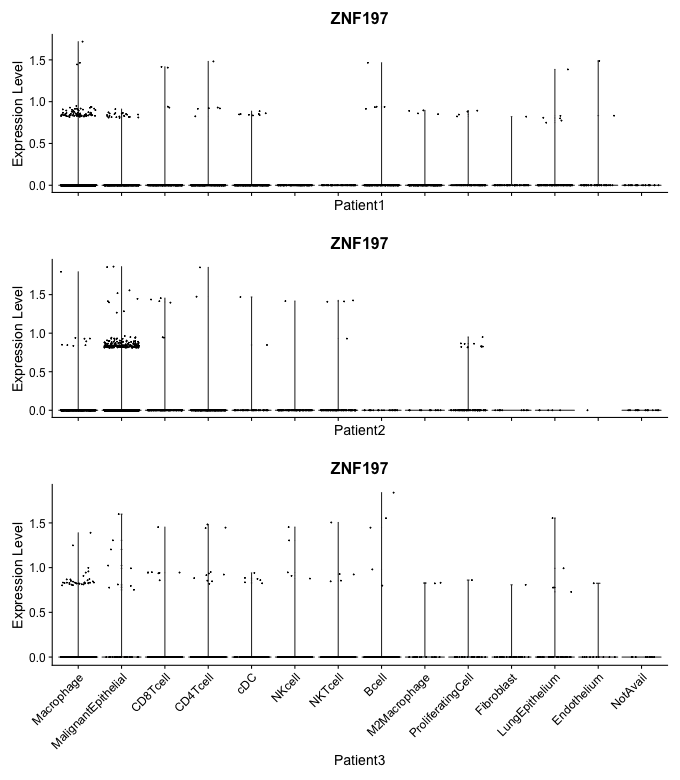 ZNF197
Expression Level
1.5
1.0
0.5
0.0
Patient1
ZNF197
Expression Level
1.5
1.0
0.5
0.0
Patient2
ZNF197
Expression Level
1.5
1.0
0.5
0.0
Macrophage
MalignantEpithelial
CD8Tcell
CD4Tcell
cDC
NKcell
NKTcell
Bcell
M2Macrophage
ProliferatingCell
Fibroblast
LungEpithelium
Endothelium
NotAvail
Patient3